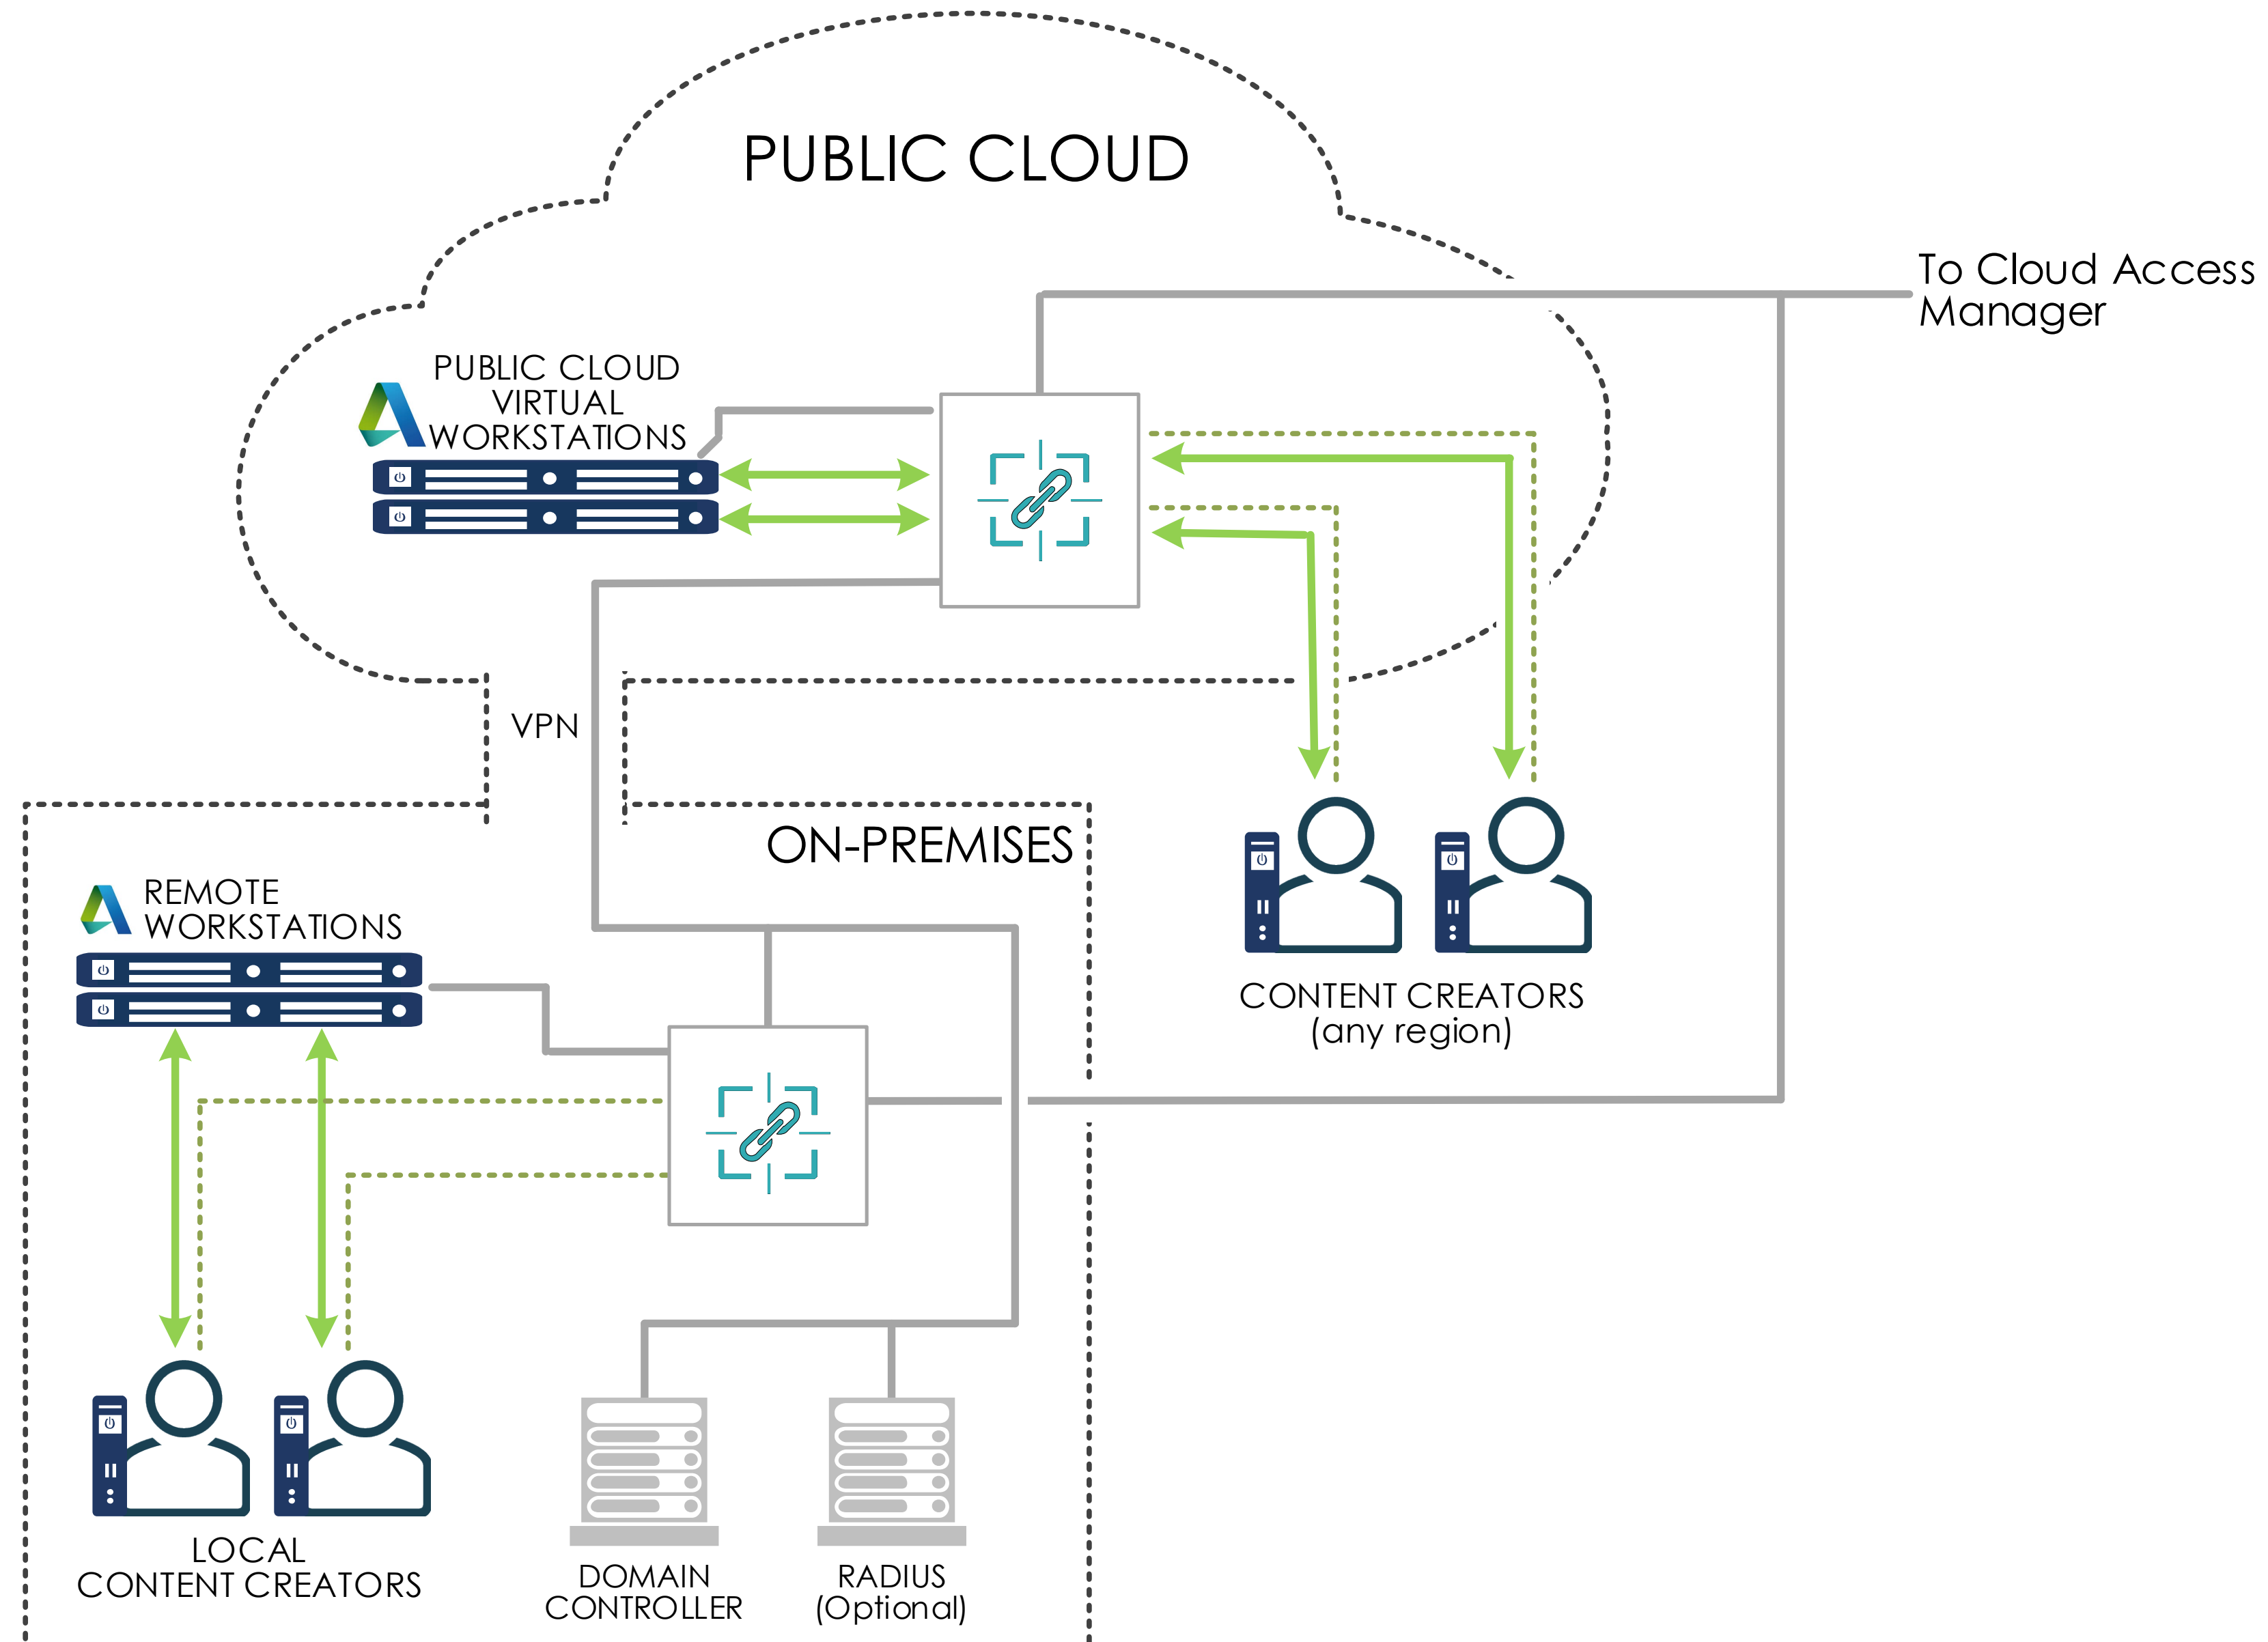 PUBLIC CLOUD
To Cloud Access
Manager
PUBLIC CLOUD
VIRTUAL
WORKSTATIONS
VPN
ON-PREMISES
REMOTE
WORKSTATIONS
CONTENT CREATORS
(any region)
LOCAL
CONTENT CREATORS
DOMAIN
CONTROLLER
RADIUS
(Optional)